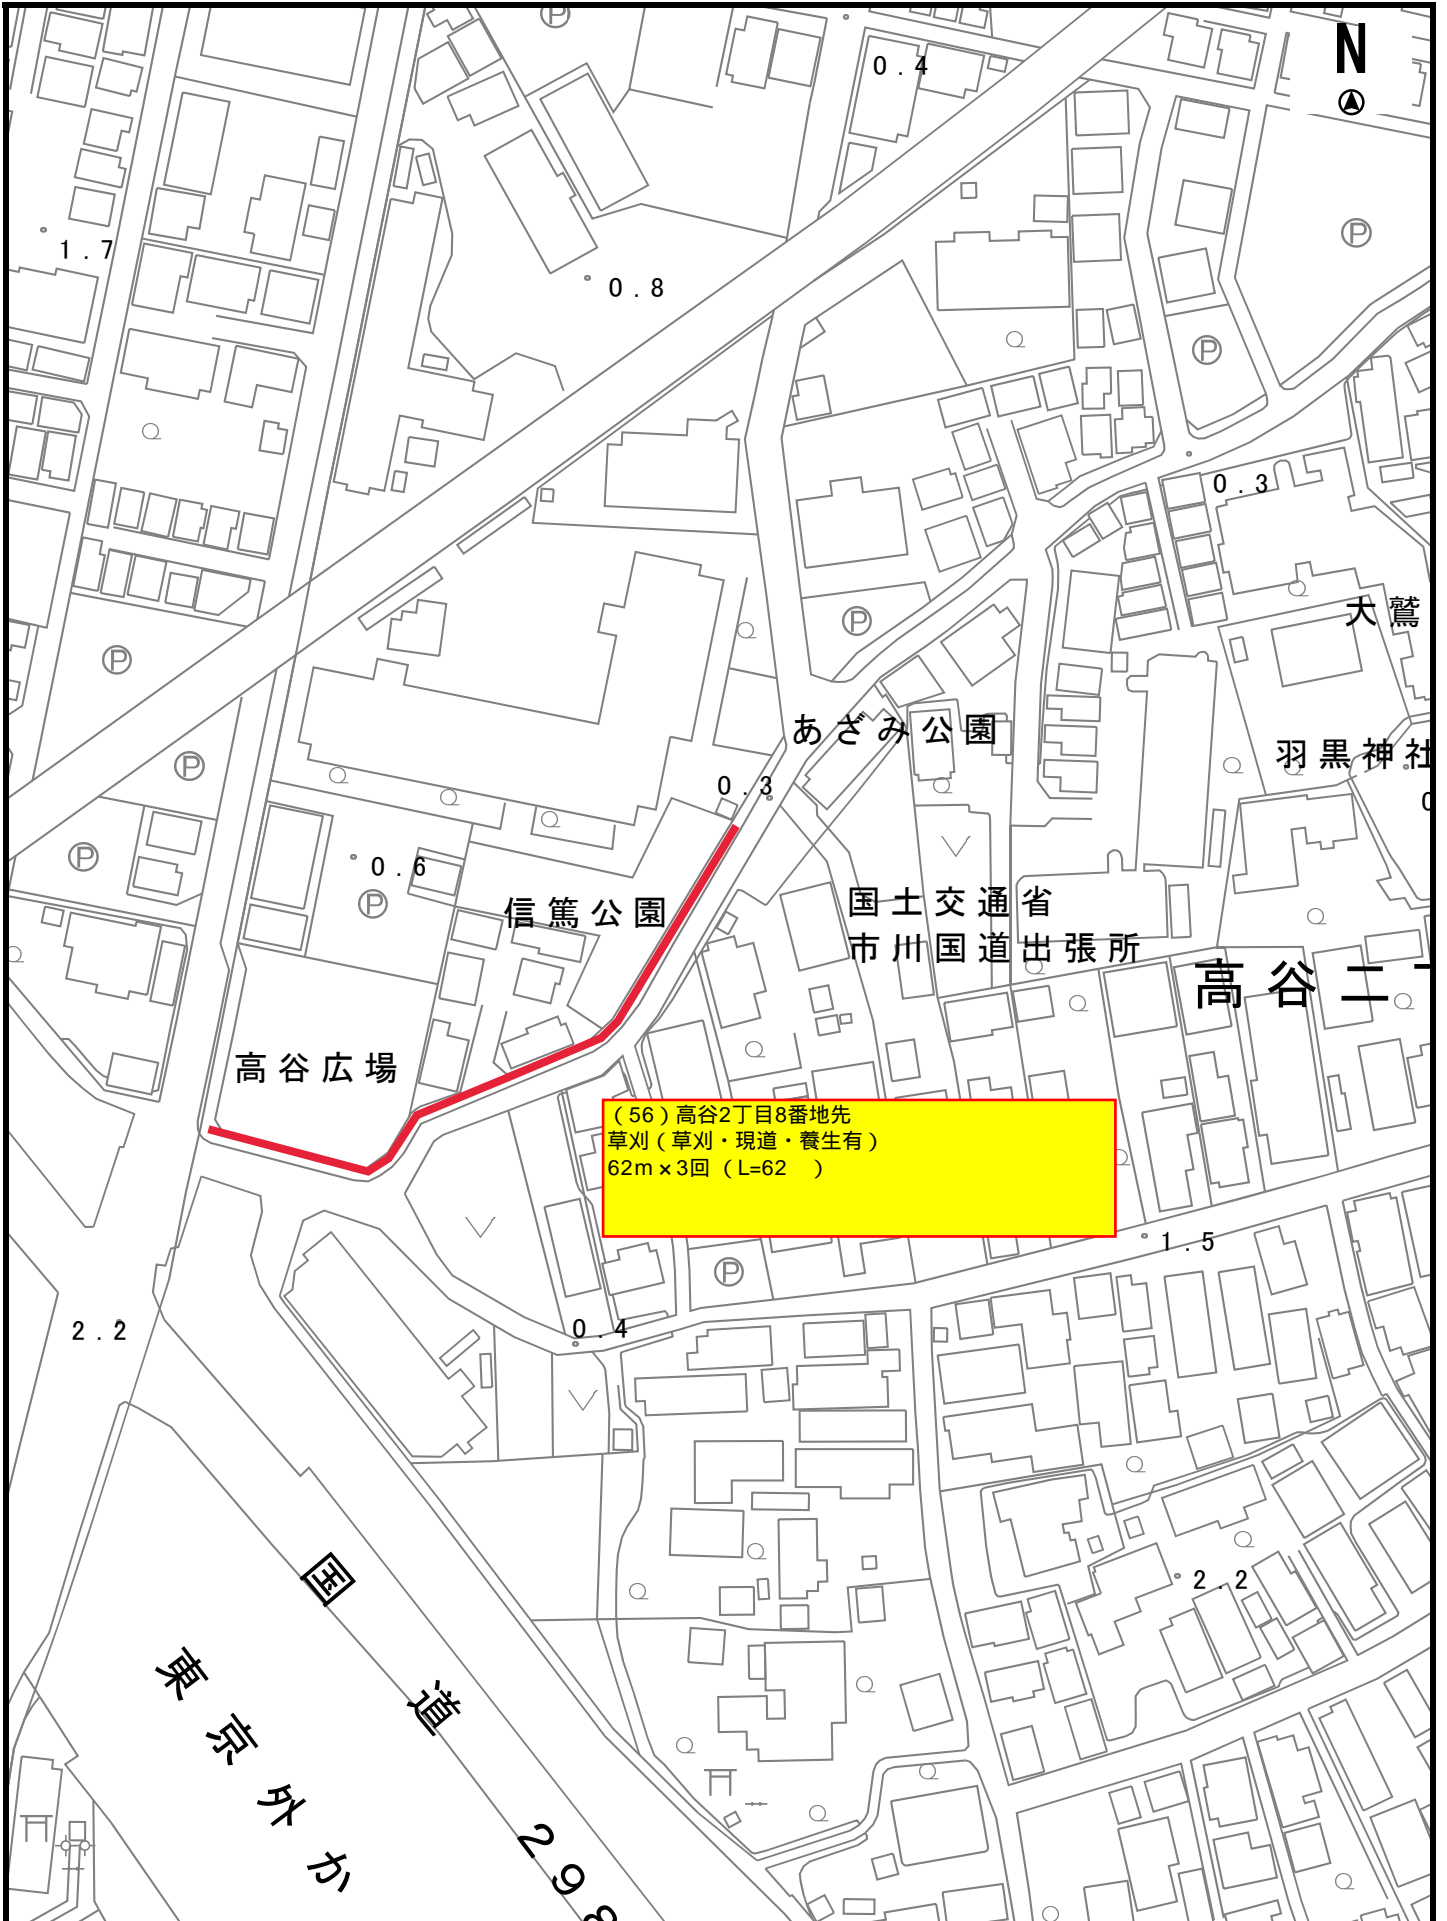 N
P
0.4
P
1.7
0.8
P
0.3
大鷲
P
P
あざみ公園
羽黒神社
P
0.3
0
P
0.6
P
信篤公園
国土交通省
市川国道出張所
高谷二
高谷広場
(56)高谷2丁目8番地先
草刈(草刈・現道・養生有)
62m×3回 (L=62 )
1.5
P
2.2
0.4
国道298
2.2
東京外か